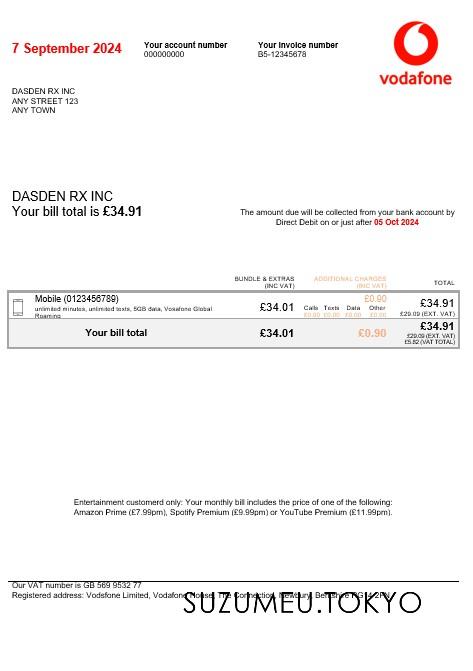 7 September 2024
Your account number
000000000
Your Invoice number
B5-12345678
vodafone
DASDEN RX INC
ANY STREET 123
ANY TOWN
DASDEN RX INC
Your bill total is £34.91
The amount due will be collected from your bank account by
Direct Debit on or just after 05 Oct 2024
BUNDLE & EXTRAS
(INC VAT)
ADDITIONAL CHARGES
(INC VAT)
TOTAL
Mobile (0123456789)
unlimited minutes, unlimited texts, 5GB data, Vosafone Global
Roaming
£34.01
£0.90
Calls Texts Data Other
£0.00 £0.00 £0.00 £0.00
£34.91
£29.09 (EXT. VAT)
Your bill total
£34.01
£0.90
£34.91
£29.09 (EXT. VAT)
£5.82 (VAT TOTAL)
Entertainment customerd only: Your monthly bill includes the price of one of the following:
Amazon Prime (£7.99pm), Spotify Premium (£9.99pm) or YouTube Premium (£11.99pm).
Our VAT number is GB 569 9532 77
Registered address: Vodsfone Limited, Vodafone House, The Connection, Newbury, Berkshire RG14 2FN
SUZUMEU.TOKYO